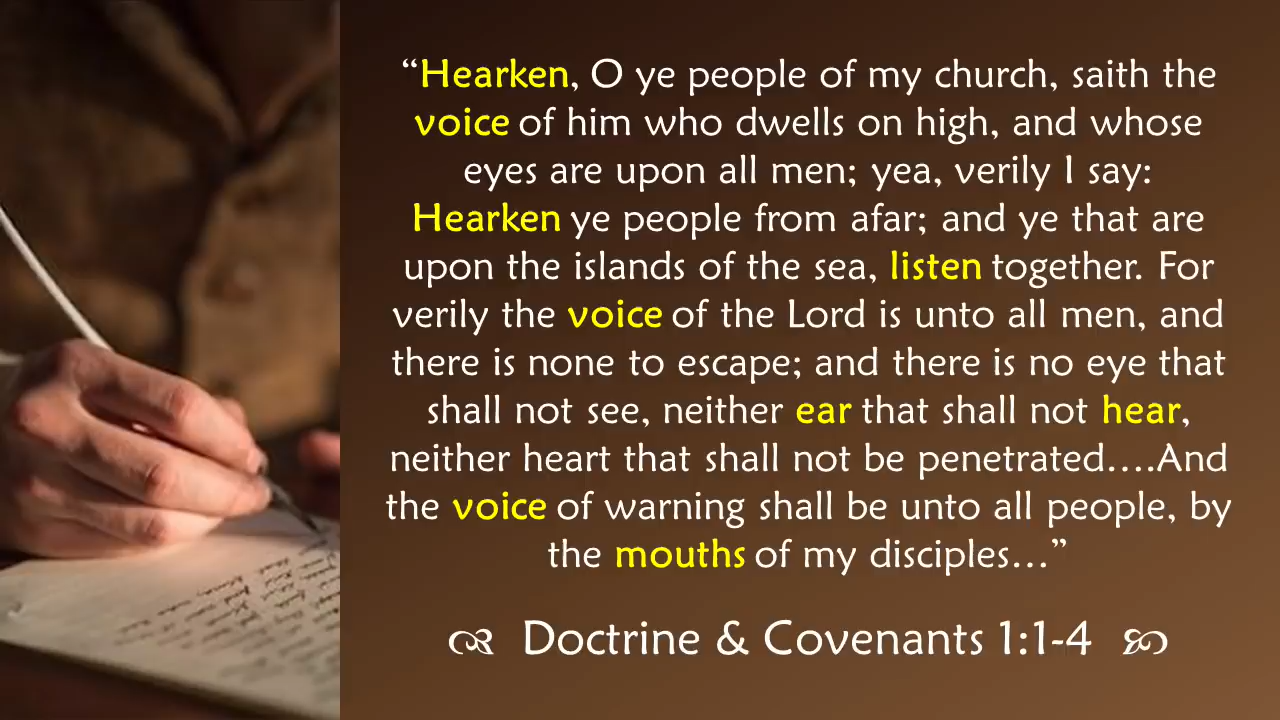 “Hearken, O ye people of my church, saith the
voice of him who dwells on high, and whose
eyes are upon all men; yea, verily I say:
Hearken ye people from afar; and ye that are
upon the islands of the sea, listen together. For
verily the voice of the Lord is unto all men, and
there is none to escape; and there is no eye that
shall not see, neither ear that shall not hear,
neither heart that shall not be penetrated....And
the voice of warning shall be unto all people, by
the mouths of my disciples...”
Doctrine & Covenants 1:1-4